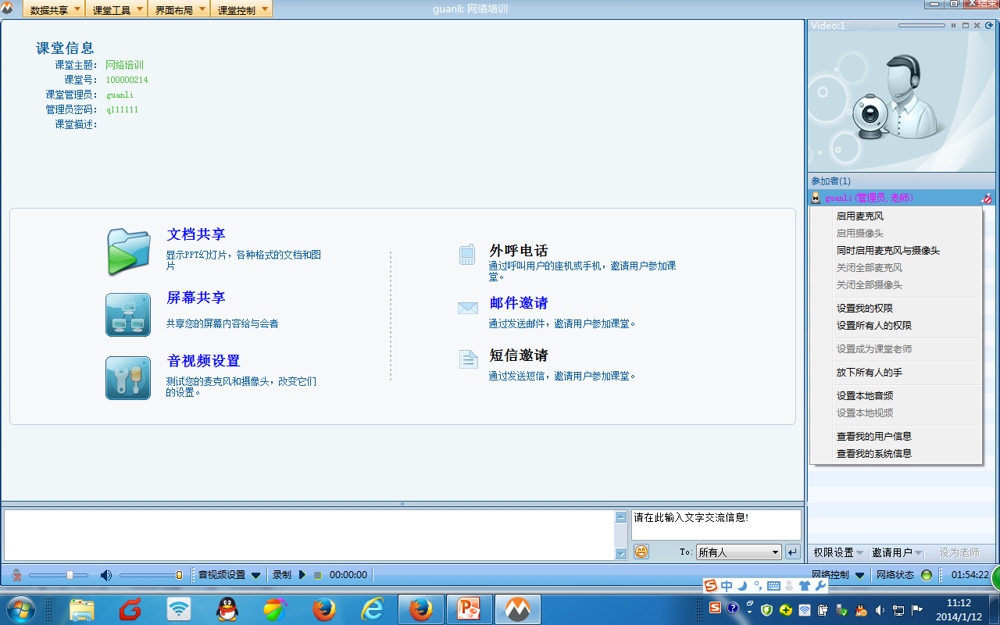 数据共享
课堂工具
界面布局
课堂控制
guanli: 网络培训
结束
课堂信息
课堂主题： 网络培训
课堂号： 100000214
课堂管理员： guanli
管理员密码： q111111
课堂描述：
文档共享
显示PPT幻灯片，各种格式的文档和图
片
屏幕共享
共享您的屏幕内容给与会者
音视频设置
测试您的麦克风和摄像头，改变它们
的设置。
外呼电话
通过呼叫用户的座机或手机，邀请用户参加课
堂。
邮件邀请
通过发送邮件，邀请用户参加课堂。
短信邀请
通过发送短信，邀请用户参加课堂。
Video:1
参加者(1)
guanli(管理员,老师)
启用麦克风
启用摄像头
同时启用麦克风与摄像头
关闭全部麦克风
关闭全部摄像头
设置我的权限
设置所有人的权限
设置成为课堂老师
放下所有人的手
设置本地音频
设置本地视频
查看我的用户信息
查看我的系统信息
请在此输入文字交流信息!
To: 所有人
权限设置 邀请用户 设为老师
音视频设置 录制 00:00:00
网络控制 网络状态 01:54:22
中
11:12
2014/1/12